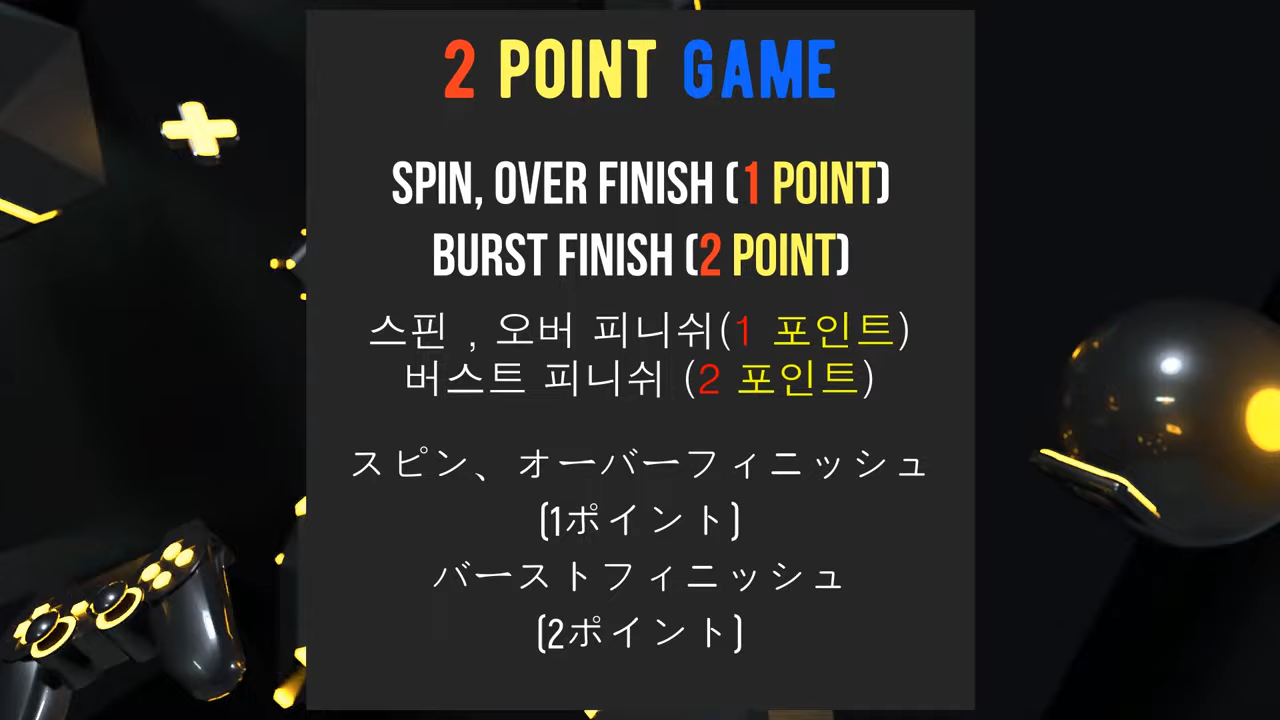 2 POINT GAME
SPIN, OVER FINISH (1 POINT)
BURST FINISH (2 POINT)
스핀 , 오버 피니쉬(1 포인트)
버스트 피니쉬 (2 포인트)
スピン、オーバーフィニッシュ
(1ポイント)
バーストフィニッシュ
(2ポイント)